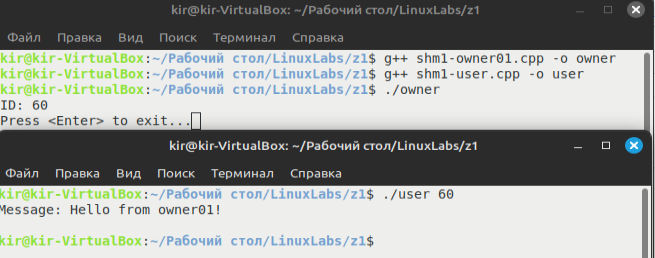 kir@kir-VirtualBox: ~/Рабочий стол/LinuxLabs/z1
Файл Правка Вид Поиск Терминал Справка
kir@kir-VirtualBox:~/Рабочий стол/LinuxLabs/z1$ g++ shm1-owner01.cpp -o owner
kir@kir-VirtualBox:~/Рабочий стол/LinuxLabs/z1$ g++ shm1-user.cpp -o user
kir@kir-VirtualBox:~/Рабочий стол/LinuxLabs/z1$ ./owner
ID: 60
Press <Enter> to exit...
kir@kir-VirtualBox: ~/Рабочий стол/LinuxLabs/z1
Файл Правка Вид Поиск Терминал Справка
kir@kir-VirtualBox:~/Рабочий стол/LinuxLabs/z1$ ./user 60
Message: Hello from owner01!
kir@kir-VirtualBox:~/Рабочий стол/LinuxLabs/z1$